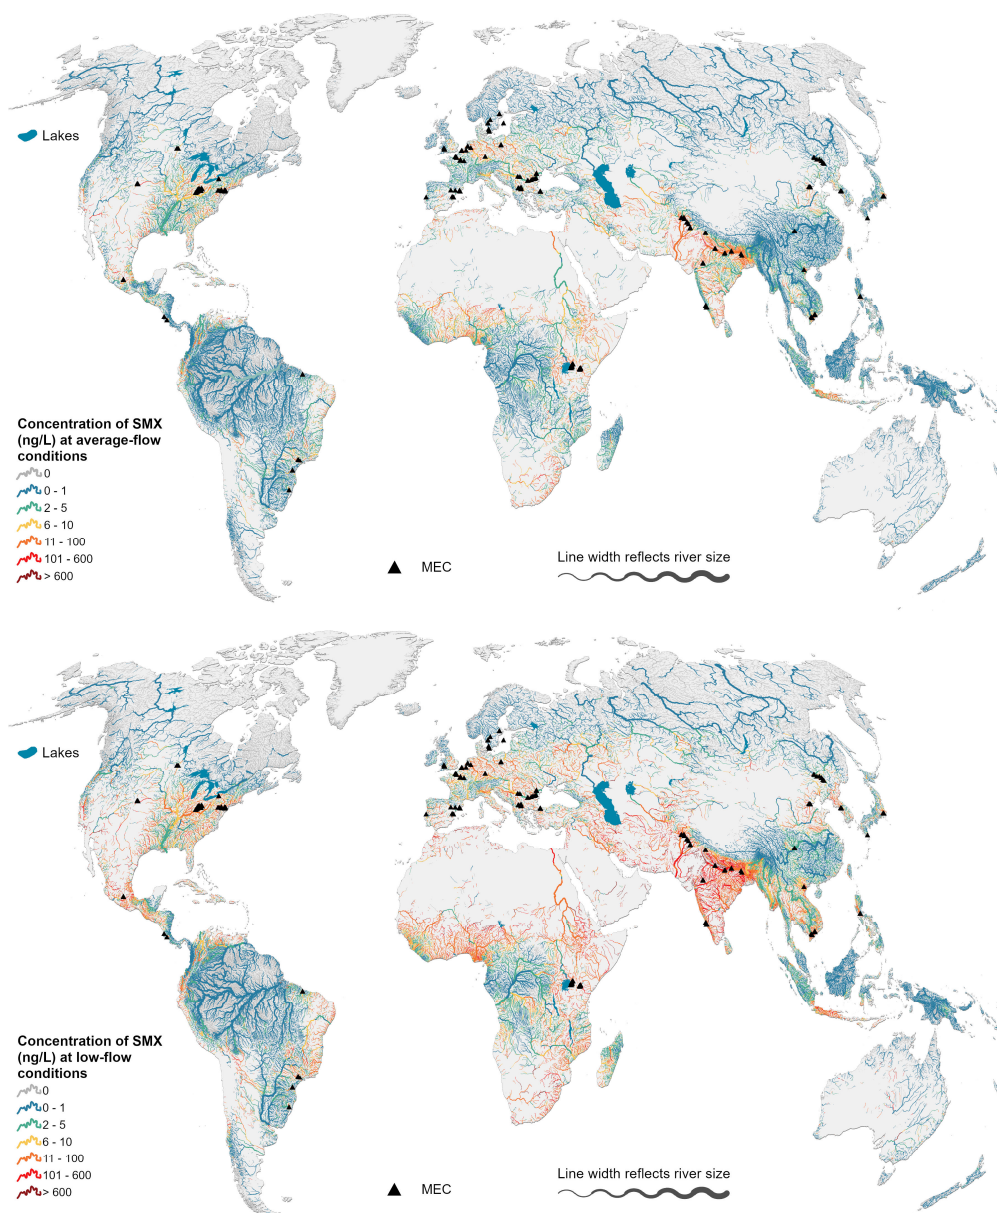 Lakes
Concentration of SMX
(ng/L) at average-flow
conditions
0
0 - 1
2 - 5
6 - 10
11 - 100
101 - 600
> 600
MEC
Line width reflects river size
Lakes
Concentration of SMX
(ng/L) at low-flow
conditions
0
0 - 1
2 - 5
6 - 10
11 - 100
101 - 600
> 600
MEC
Line width reflects river size